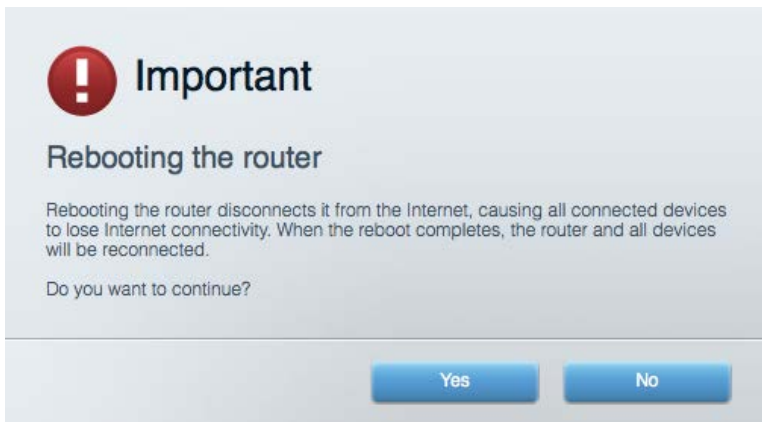 Important
Rebooting the router
Rebooting the router disconnects it from the Internet, causing all connected devices
to lose Internet connectivity. When the reboot completes, the router and all devices
will be reconnected.
Do you want to continue?
Yes
No